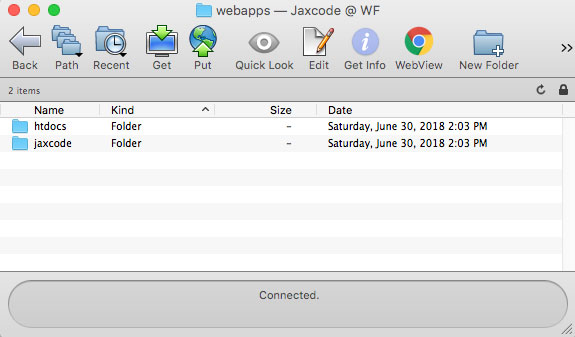 webapps — Jaxcode @ WF
Back Path Recent Get Put Quick Look Edit Get Info WebView New Folder
2 items
Name Kind Size Date
htdocs Folder – Saturday, June 30, 2018 2:03 PM
jaxcode Folder – Saturday, June 30, 2018 2:03 PM
Connected.